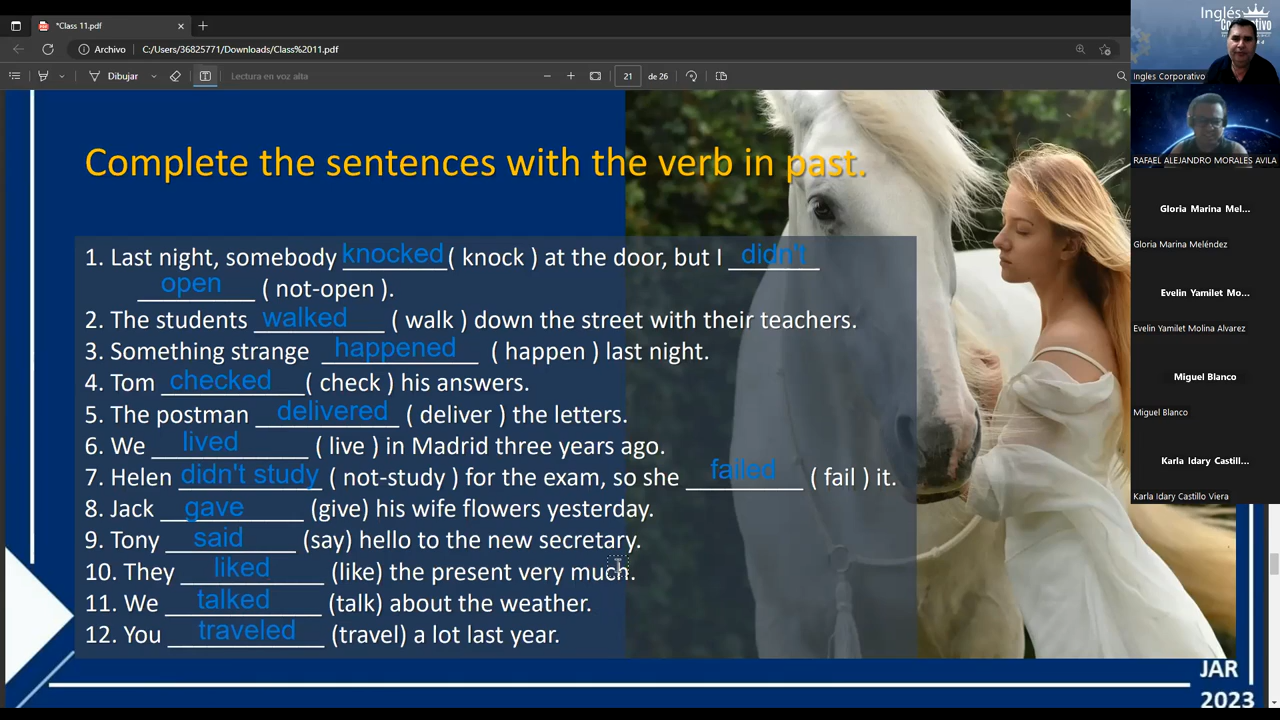 *Class 11.pdf
Archivo
C:/Users/36825771/Downloads/Class%2011.pdf
Dibujar
Lectura en voz alta
21 de 26
Complete the sentences with the verb in past.
1. Last night, somebody knocked ( knock ) at the door, but I didn't
open ( not-open ).
2. The students walked ( walk ) down the street with their teachers.
3. Something strange happened ( happen ) last night.
4. Tom checked ( check ) his answers.
5. The postman delivered ( deliver ) the letters.
6. We lived ( live ) in Madrid three years ago.
7. Helen didn't study ( not-study ) for the exam, so she failed ( fail ) it.
8. Jack gave (give) his wife flowers yesterday.
9. Tony said (say) hello to the new secretary.
10. They liked (like) the present very much.
11. We talked (talk) about the weather.
12. You traveled (travel) a lot last year.
JAR
2023
Inglés
Ingles Corporativo
RAFAEL ALEJANDRO MORALES AVILA
Gloria Marina Mel...
Gloria Marina Meléndez
Evelin Yamilet Mo...
Evelin Yamilet Molina Alvarez
Miguel Blanco
Miguel Blanco
Karla Idary Castill...
Karla Idary Castillo Viera